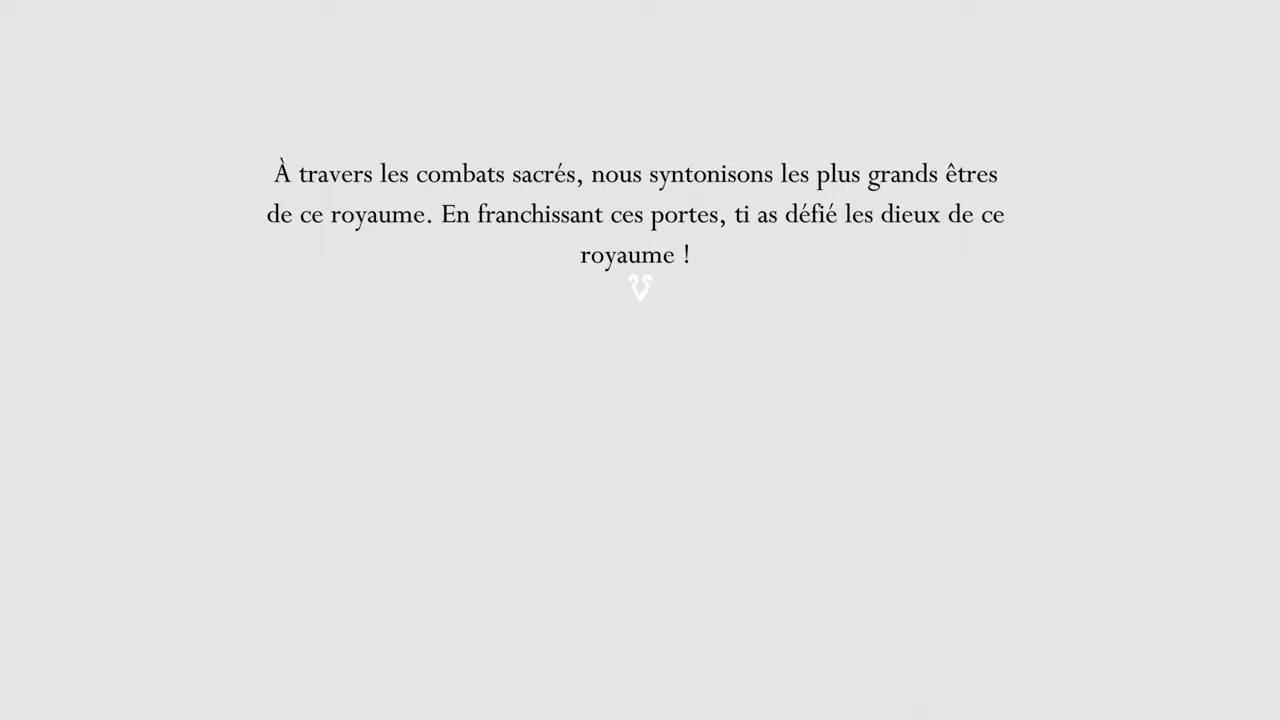 À travers les combats sacrés, nous syntonisons les plus grands êtres
de ce royaume. En franchissant ces portes, ti as défié les dieux de ce
royaume !